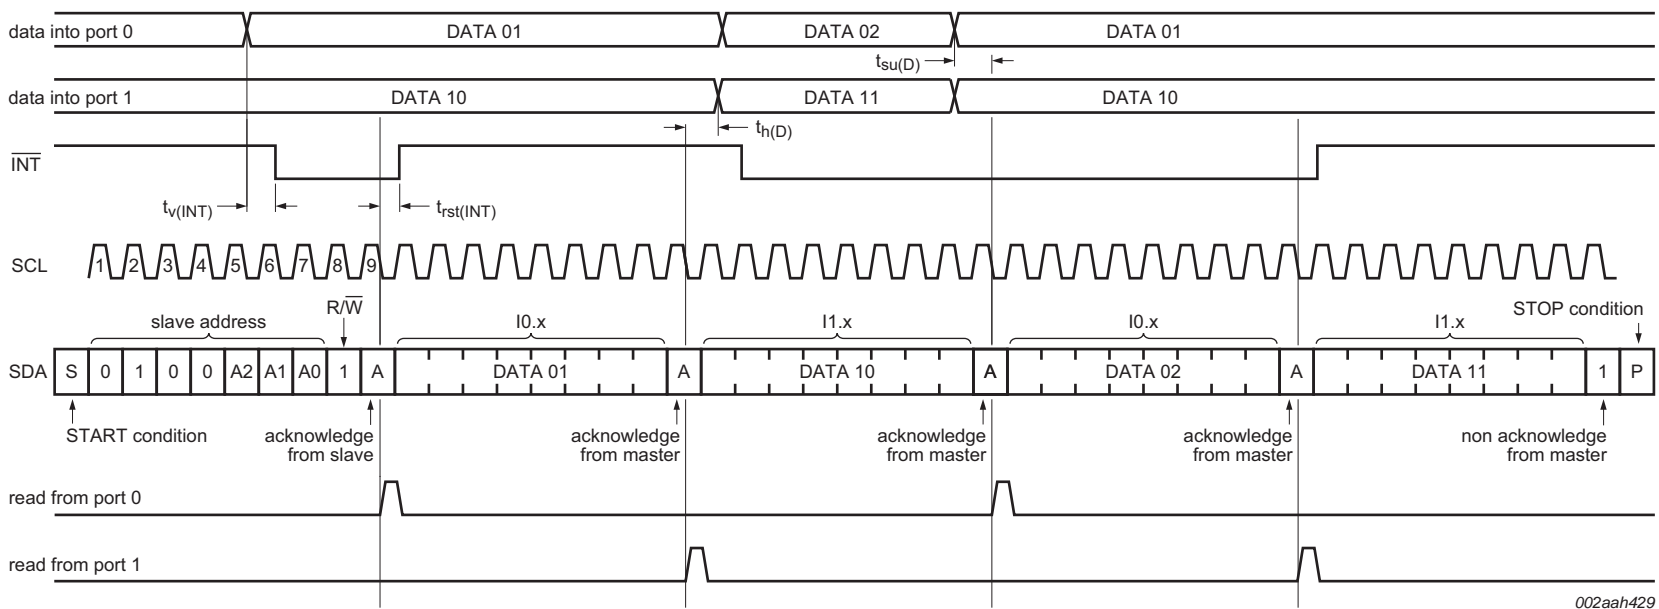 data into port 0 DATA 01 DATA 02 DATA 01
tsu(D)
data into port 1 DATA 10 DATA 11 DATA 10
th(D)
INT
tv(INT) trst(INT)
SCL 1 2 3 4 5 6 7 8 9
R/W
slave address I0.x I1.x I0.x I1.x STOP condition
SDA S 0 1 0 0 A2 A1 A0 1 A DATA 01 A DATA 10 A DATA 02 A DATA 11 1 P
START condition acknowledge acknowledge acknowledge acknowledge non acknowledge
from slave from master from master from master from master
read from port 0
read from port 1
002aah429